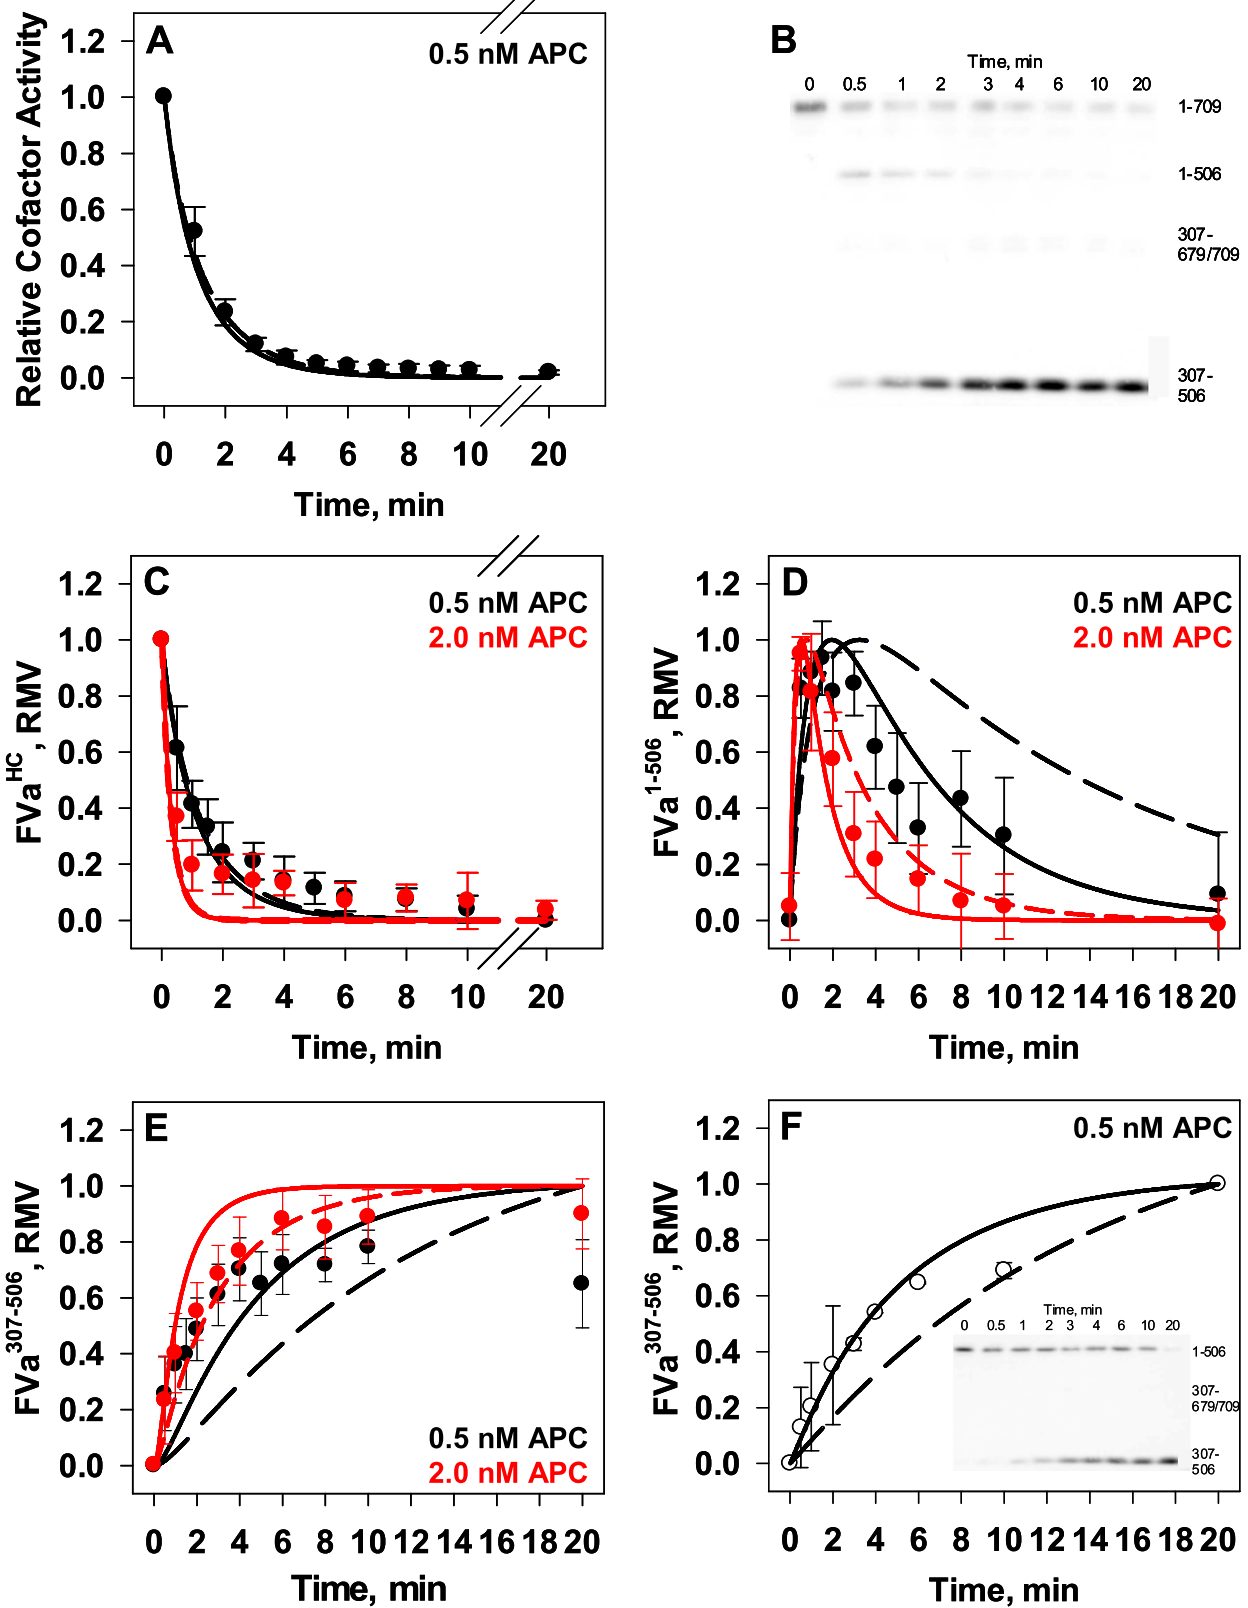 A
0.5 nM APC
Relative Cofactor Activity
1.2
1.0
0.8
0.6
0.4
0.2
0.0
0 2 4 6 8 10 20
Time, min
B
Time, min
0 0.5 1 2 3 4 6 10 20
1-709
1-506
307-
679/709
307-
506
C
0.5 nM APC
2.0 nM APC
FVa^HC, RMV
1.2
1.0
0.8
0.6
0.4
0.2
0.0
0 2 4 6 8 10 20
Time, min
D
0.5 nM APC
2.0 nM APC
FVa^1-506, RMV
1.2
1.0
0.8
0.6
0.4
0.2
0.0
0 2 4 6 8 10 12 14 16 18 20
Time, min
E
FVa^307-506, RMV
1.2
1.0
0.8
0.6
0.4
0.2
0.0
0.5 nM APC
2.0 nM APC
0 2 4 6 8 10 12 14 16 18 20
Time, min
F
0.5 nM APC
FVa^307-506, RMV
1.2
1.0
0.8
0.6
0.4
0.2
0.0
Time, min
0 0.5 1 2 3 4 6 10 20
1-506
307-
679/709
307-
506
0 2 4 6 8 10 12 14 16 18 20
Time, min